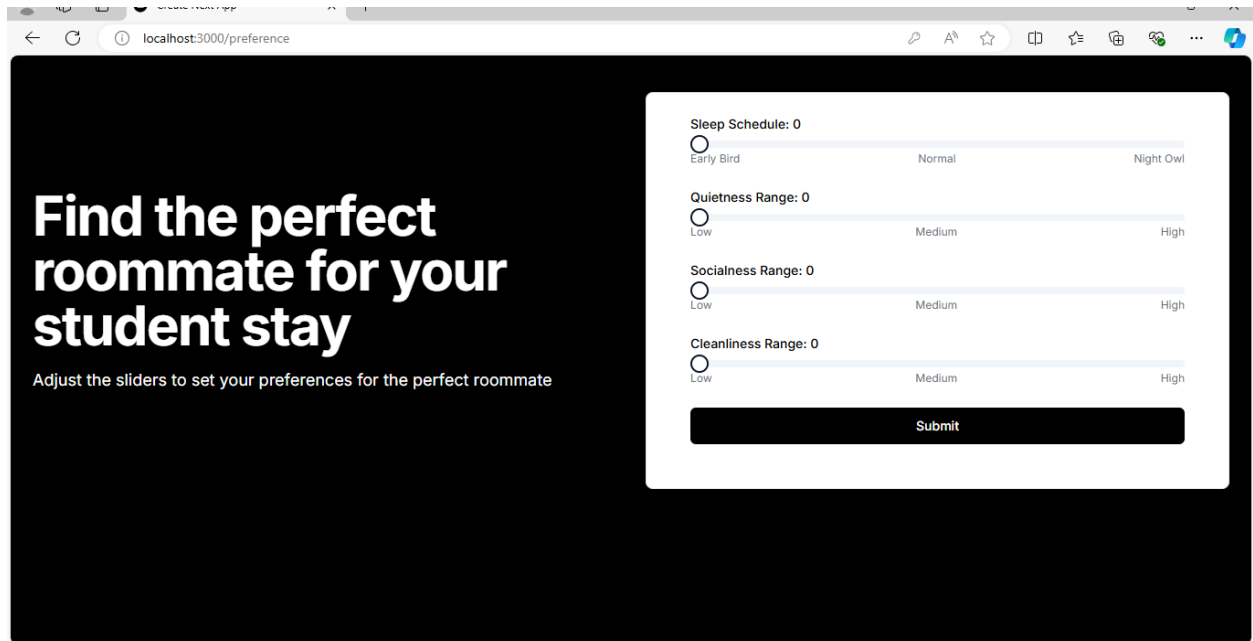 Create Next App
localhost:3000/preference
Find the perfect
roommate for your
student stay
Adjust the sliders to set your preferences for the perfect roommate
Sleep Schedule: 0
Early Bird Normal Night Owl
Quietness Range: 0
Low Medium High
Socialness Range: 0
Low Medium High
Cleanliness Range: 0
Low Medium High
Submit